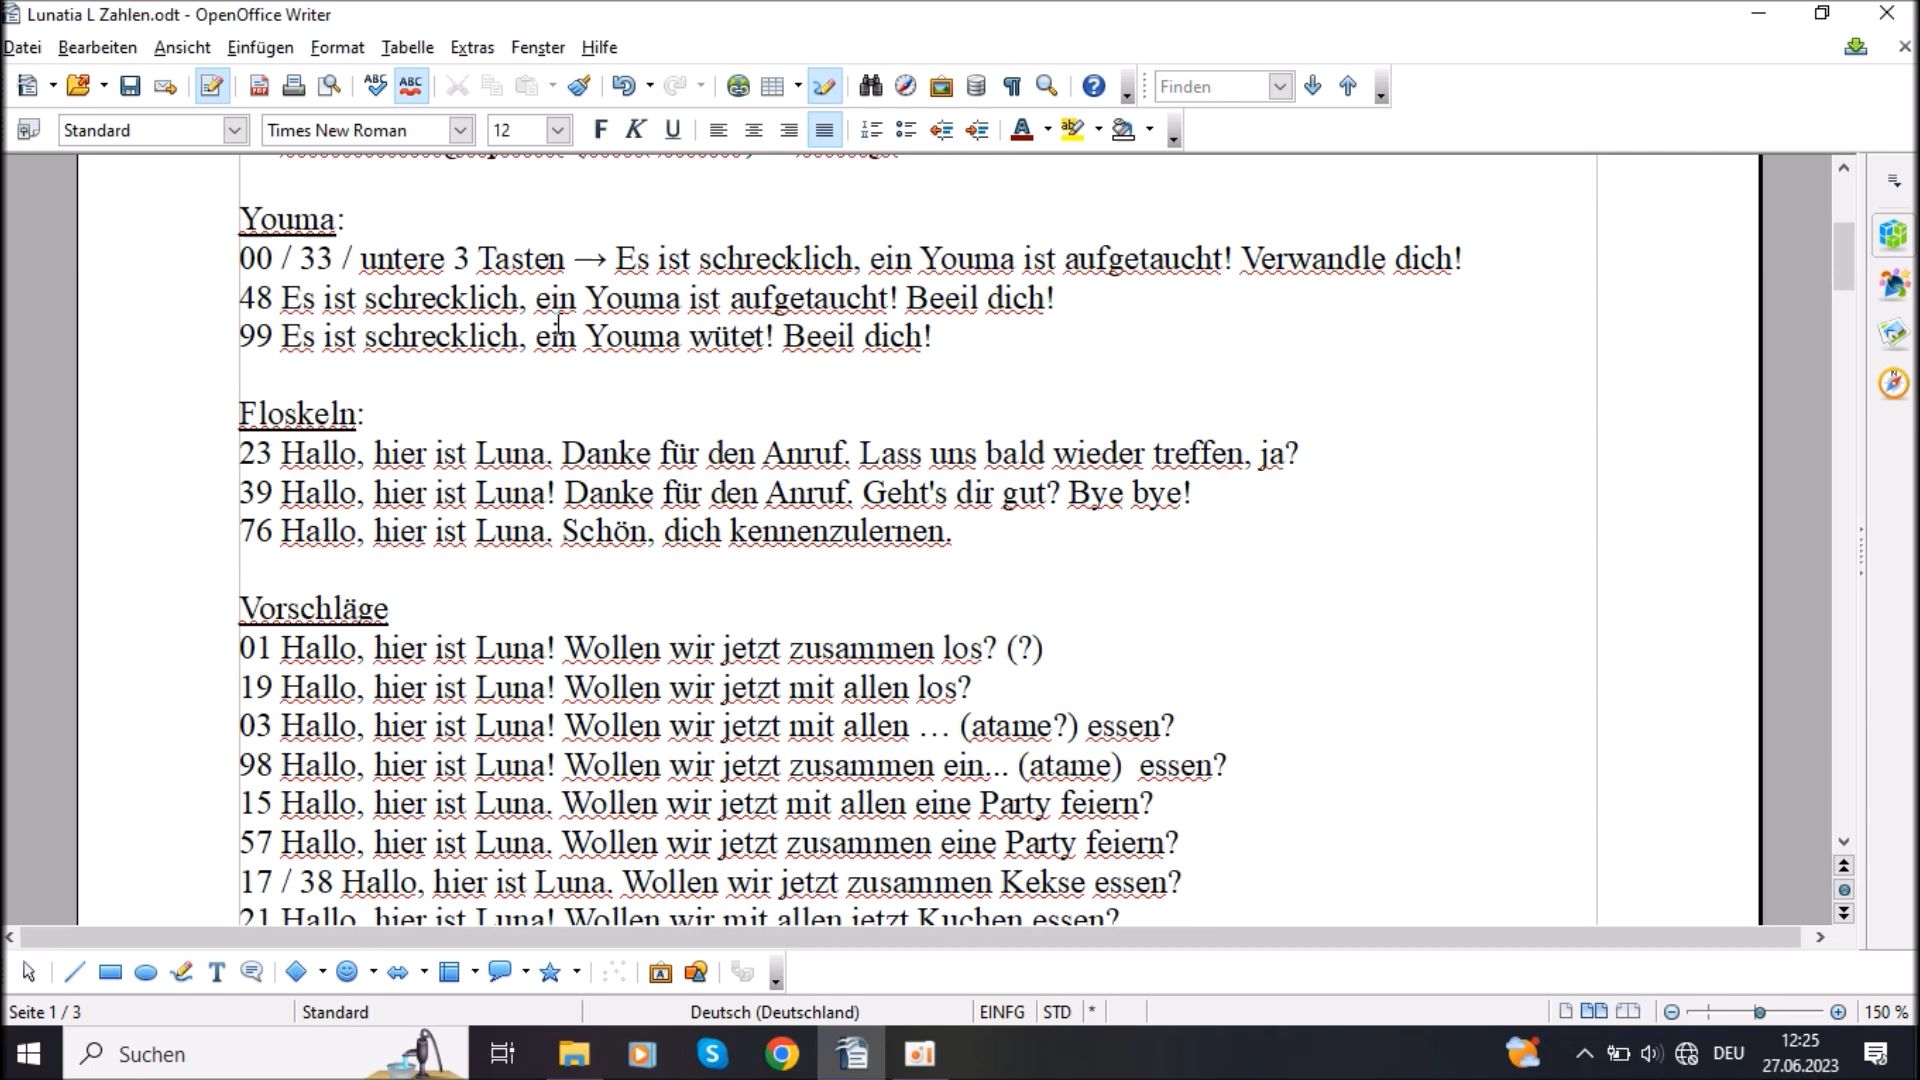 Lunatia L Zahlen.odt - OpenOffice Writer
Datei Bearbeiten Ansicht Einfügen Format Tabelle Extras Fenster Hilfe
Finden
Standard Times New Roman 12 F K U
Youma:
00 / 33 / untere 3 Tasten → Es ist schrecklich, ein Youma ist aufgetaucht! Verwandle dich!
48 Es ist schrecklich, ein Youma ist aufgetaucht! Beeil dich!
99 Es ist schrecklich, ein Youma wütet! Beeil dich!
Floskeln:
23 Hallo, hier ist Luna. Danke für den Anruf. Lass uns bald wieder treffen, ja?
39 Hallo, hier ist Luna! Danke für den Anruf. Geht's dir gut? Bye bye!
76 Hallo, hier ist Luna. Schön, dich kennenzulernen.
Vorschläge
01 Hallo, hier ist Luna! Wollen wir jetzt zusammen los? (?)
19 Hallo, hier ist Luna! Wollen wir jetzt mit allen los?
03 Hallo, hier ist Luna! Wollen wir jetzt mit allen … (atame?) essen?
98 Hallo, hier ist Luna! Wollen wir jetzt zusammen ein... (atame)  essen?
15 Hallo, hier ist Luna. Wollen wir jetzt mit allen eine Party feiern?
57 Hallo, hier ist Luna. Wollen wir jetzt zusammen eine Party feiern?
17 / 38 Hallo, hier ist Luna. Wollen wir jetzt zusammen Kekse essen?
21 Hallo, hier ist Luna! Wollen wir mit allen jetzt Kuchen essen?
Seite 1 / 3 Standard Deutsch (Deutschland) EINFG STD * 150 %
Suchen
DEU
12:25
27.06.2023